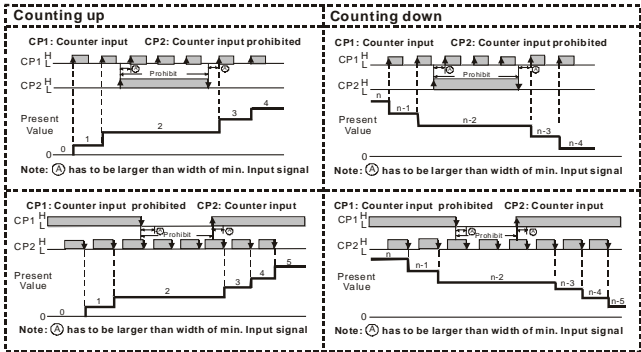 Counting up
CP1: Counter input CP2: Counter input prohibited
CP1 H L
A
Prohibit
A
CP2 H L
Present Value
0
0 1 2 3 4
Note: A has to be larger than width of min. Input signal
Counting down
CP1: Counter input CP2: Counter input prohibited
CP1 H L
A
Prohibit
A
CP2 H L
Present Value
0
n n-1 n-2 n-3 n-4
Note: A has to be larger than width of min. Input signal
CP1: Counter input prohibited CP2: Counter input
CP1 H L
A
Prohibit
A
CP2 H L
Present Value
0
0 1 2 3 4 5
Note: A has to be larger than width of min. Input signal
CP1: Counter input prohibited CP2: Counter input
CP1 H L
A
Prohibit
A
CP2 H L
Present Value
0
n n-1 n-2 n-3 n-4 n-5
Note: A has to be larger than width of min. Input signal